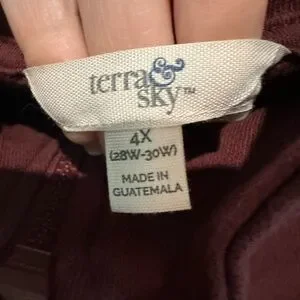 terra &
sky™
4X
(28W-30W)
MADE IN
GUATEMALA